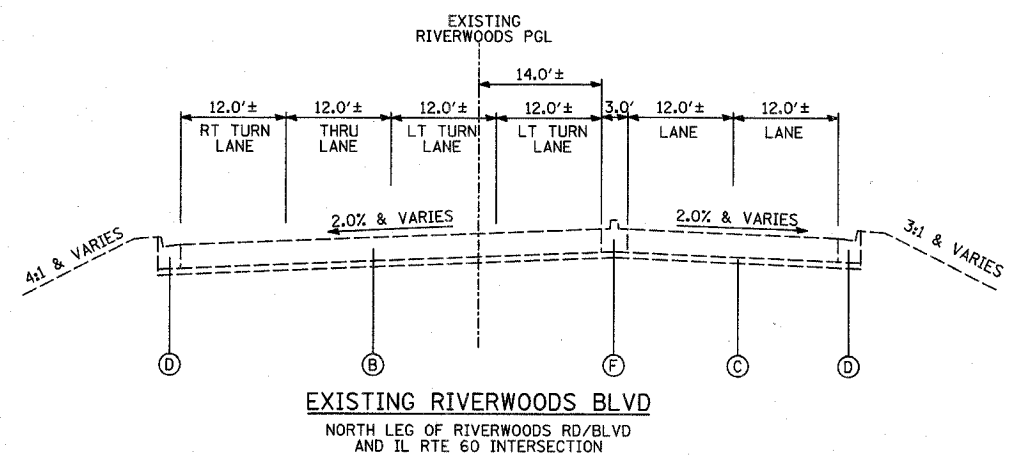 EXISTING
RIVERWOODS PGL
14.0'±
12.0'± 12.0'± 12.0'± 12.0'± 3.0' 12.0'± 12.0'±
RT TURN LANE
THRU LANE
LT TURN LANE
LT TURN LANE
LANE
LANE
2.0% & VARIES
2.0% & VARIES
4:1 & VARIES
3:1 & VARIES
D B F C D
EXISTING RIVERWOODS BLVD
NORTH LEG OF RIVERWOODS RD/BLVD
AND IL RTE 60 INTERSECTION